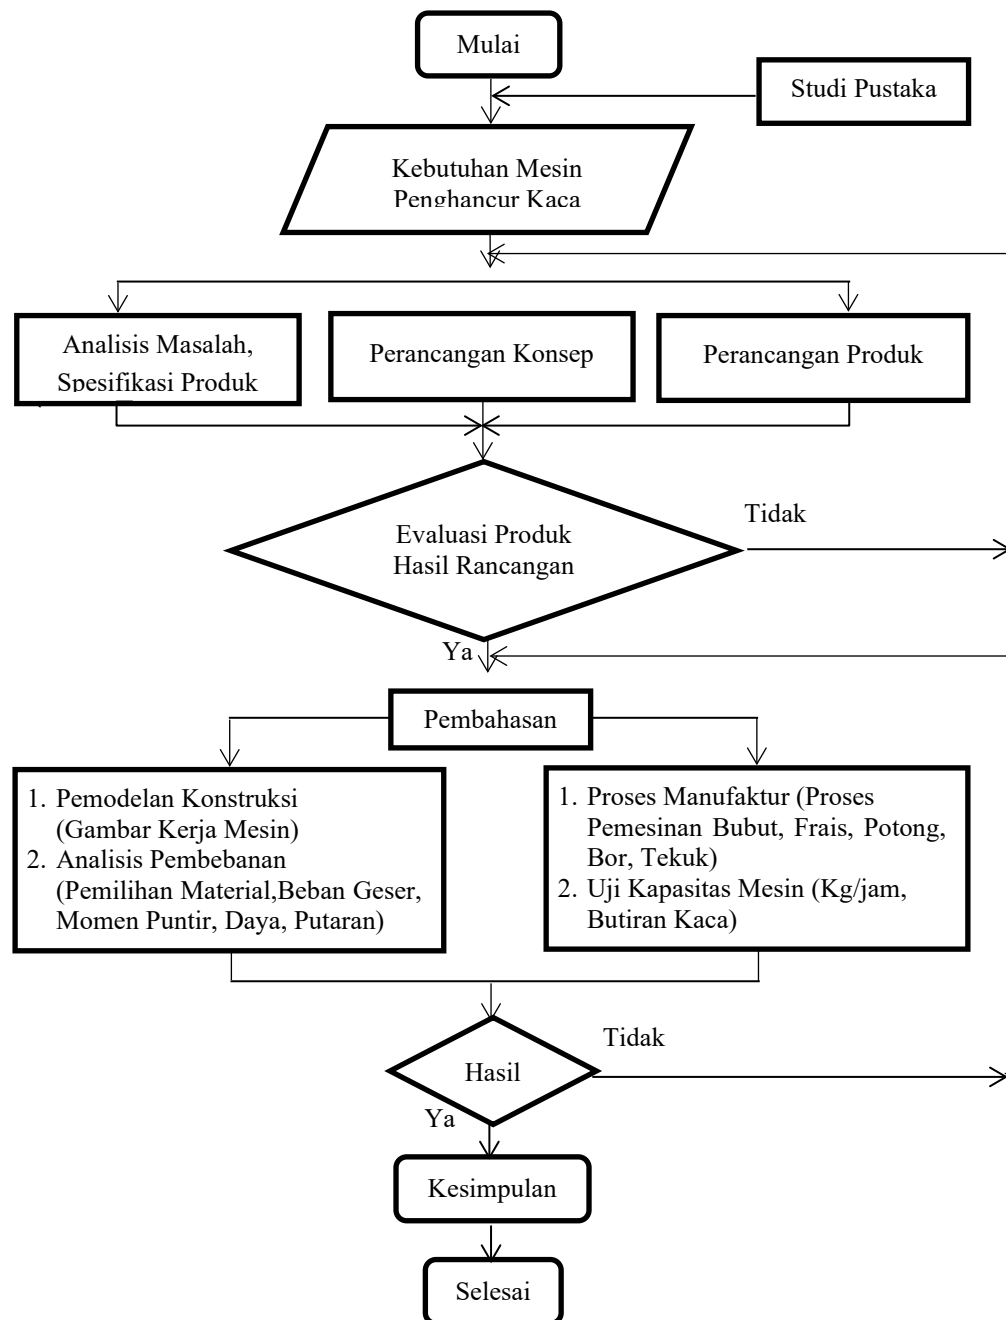 Mulai
Studi Pustaka
Kebutuhan Mesin
Penghancur Kaca
Analisis Masalah,
Spesifikasi Produk
Perancangan Konsep
Perancangan Produk
Evaluasi Produk
Hasil Rancangan
Tidak
Ya
Pembahasan
1. Pemodelan Konstruksi
(Gambar Kerja Mesin)
2. Analisis Pembebanan
(Pemilihan Material,Beban Geser,
Momen Puntir, Daya, Putaran)
1. Proses Manufaktur (Proses
Pemesinan Bubut, Frais, Potong,
Bor, Tekuk)
2. Uji Kapasitas Mesin (Kg/jam,
Butiran Kaca)
Hasil
Tidak
Ya
Kesimpulan
Selesai